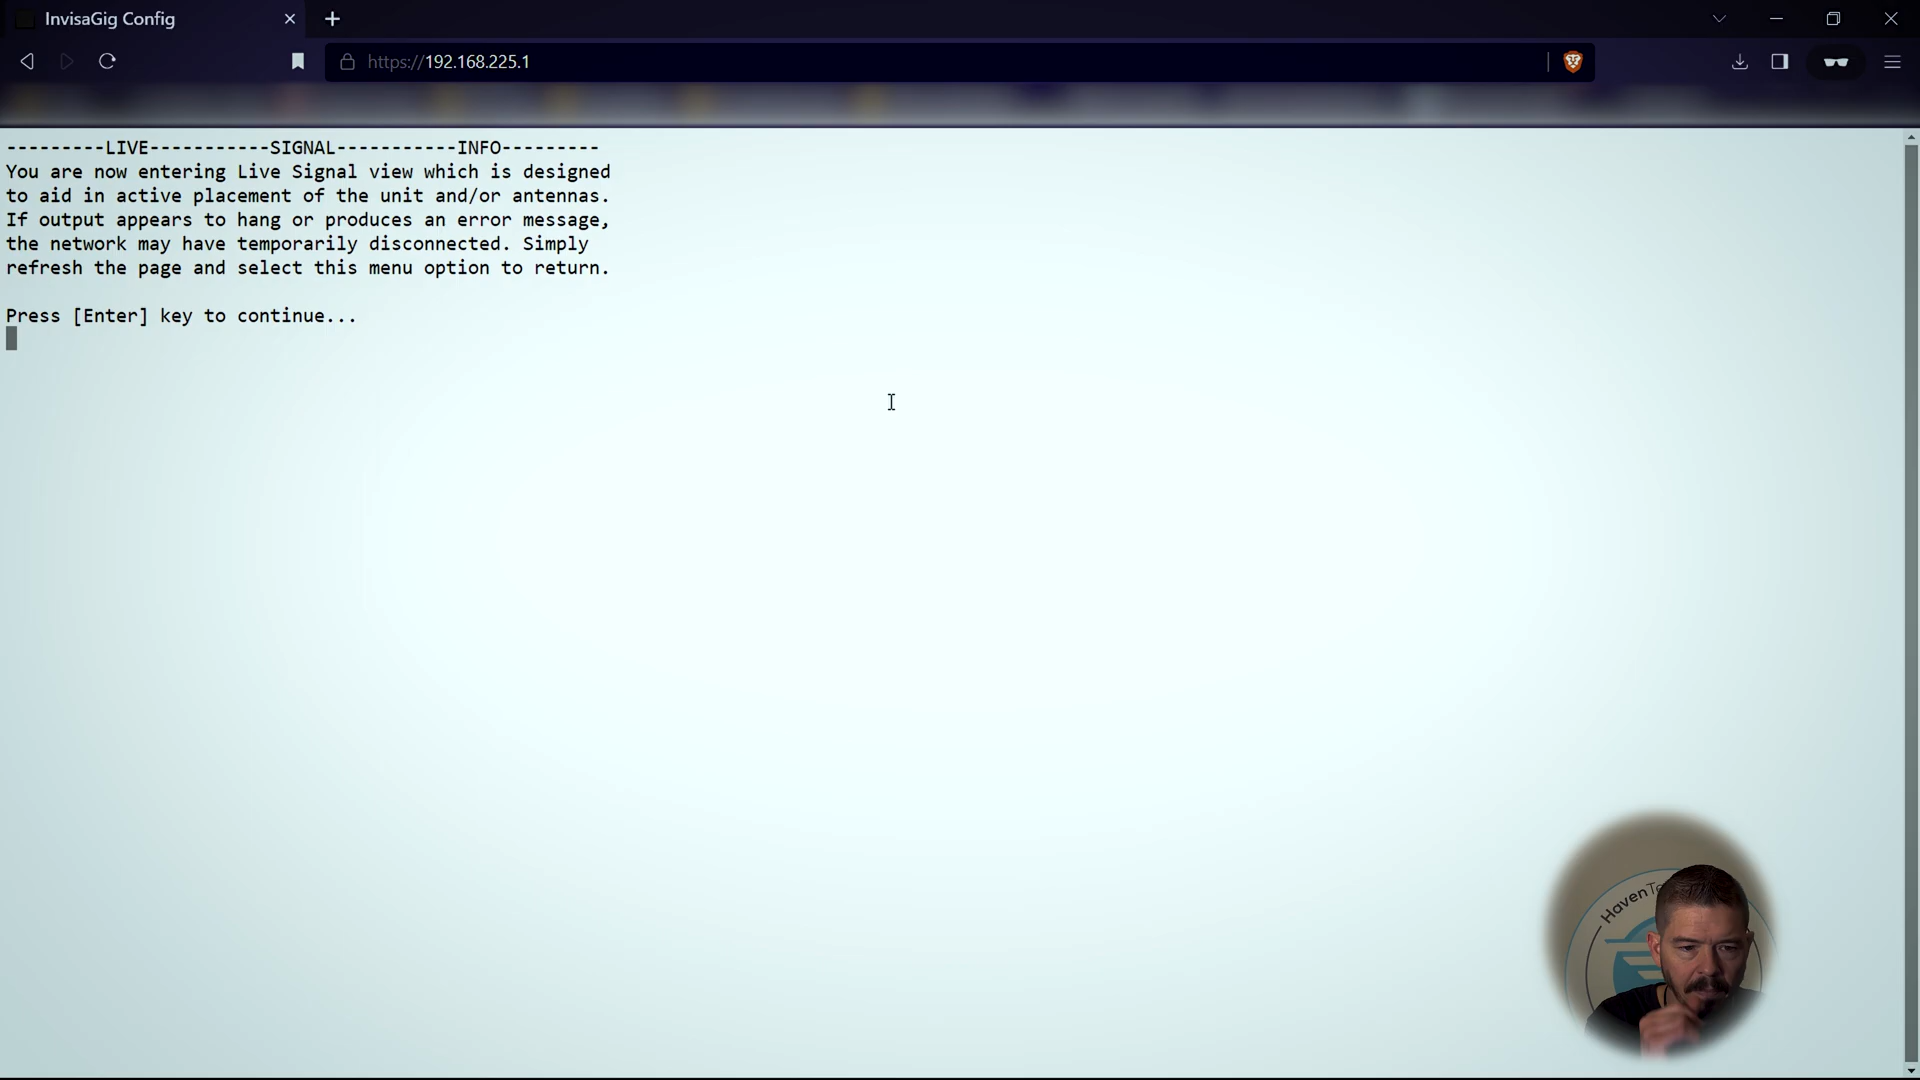 InvisaGig Config
https://192.168.225.1
---------LIVE-----------SIGNAL-----------INFO---------
You are now entering Live Signal view which is designed
to aid in active placement of the unit and/or antennas.
If output appears to hang or produces an error message,
the network may have temporarily disconnected. Simply
refresh the page and select this menu option to return.
Press [Enter] key to continue...